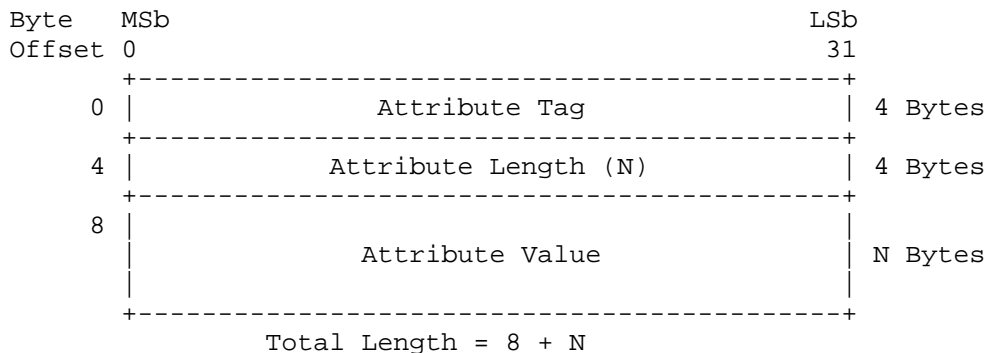 Byte MSb LSb
Offset 0 31
+--------------------------------------------+
0 | Attribute Tag | 4 Bytes
+--------------------------------------------+
4 | Attribute Length (N) | 4 Bytes
+--------------------------------------------+
8 | |
| Attribute Value | N Bytes
| |
+--------------------------------------------+
Total Length = 8 + N